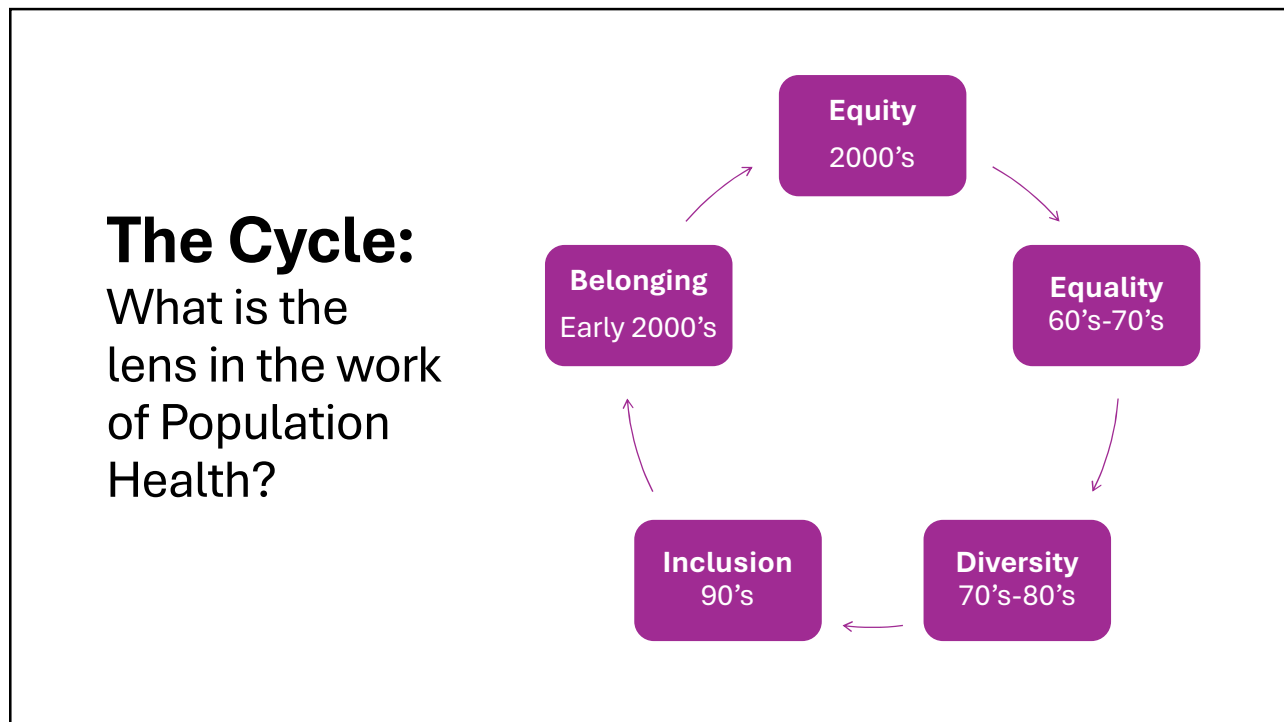 The Cycle:
What is the
lens in the work
of Population
Health?
Equity
2000’s
Equality
60’s-70’s
Diversity
70’s-80’s
Inclusion
90’s
Belonging
Early 2000’s